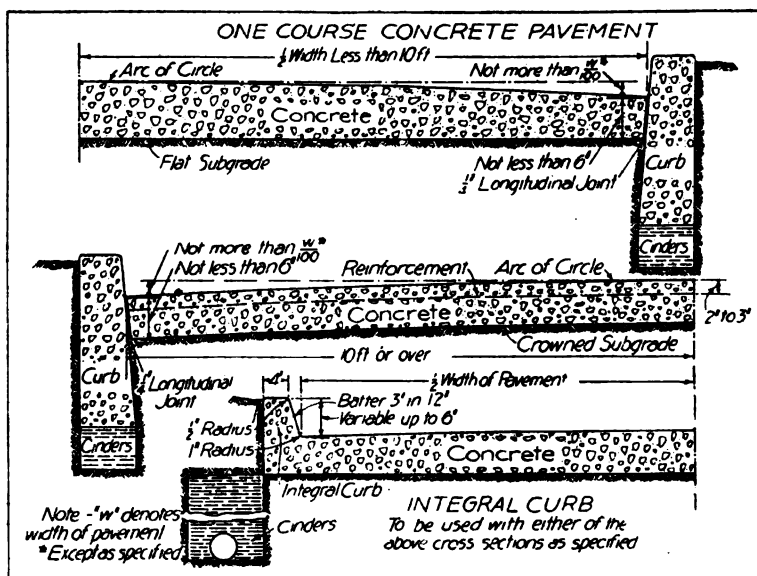 ONE COURSE CONCRETE PAVEMENT
½ Width Less than 10 ft
Arc of Circle
Not more than W*/100
Concrete
Flat Subgrade
Not less than 6"
Longitudinal Joint
Curb
Cinders
Not more than W*/100
Not less than 6"
Reinforcement
Arc of Circle
Concrete
2" to 3"
10 ft or over
Crowned Subgrade
Curb
¼" Longitudinal
Joint
Cinders
4"
½ Width of Pavement
Batter 3" in 12"
Variable up to 6"
½" Radius
1" Radius
Concrete
Integral Curb
Cinders
Note - "W" denotes
width of pavement
*Except as specified
INTEGRAL CURB
To be used with either of the
above cross sections as specified